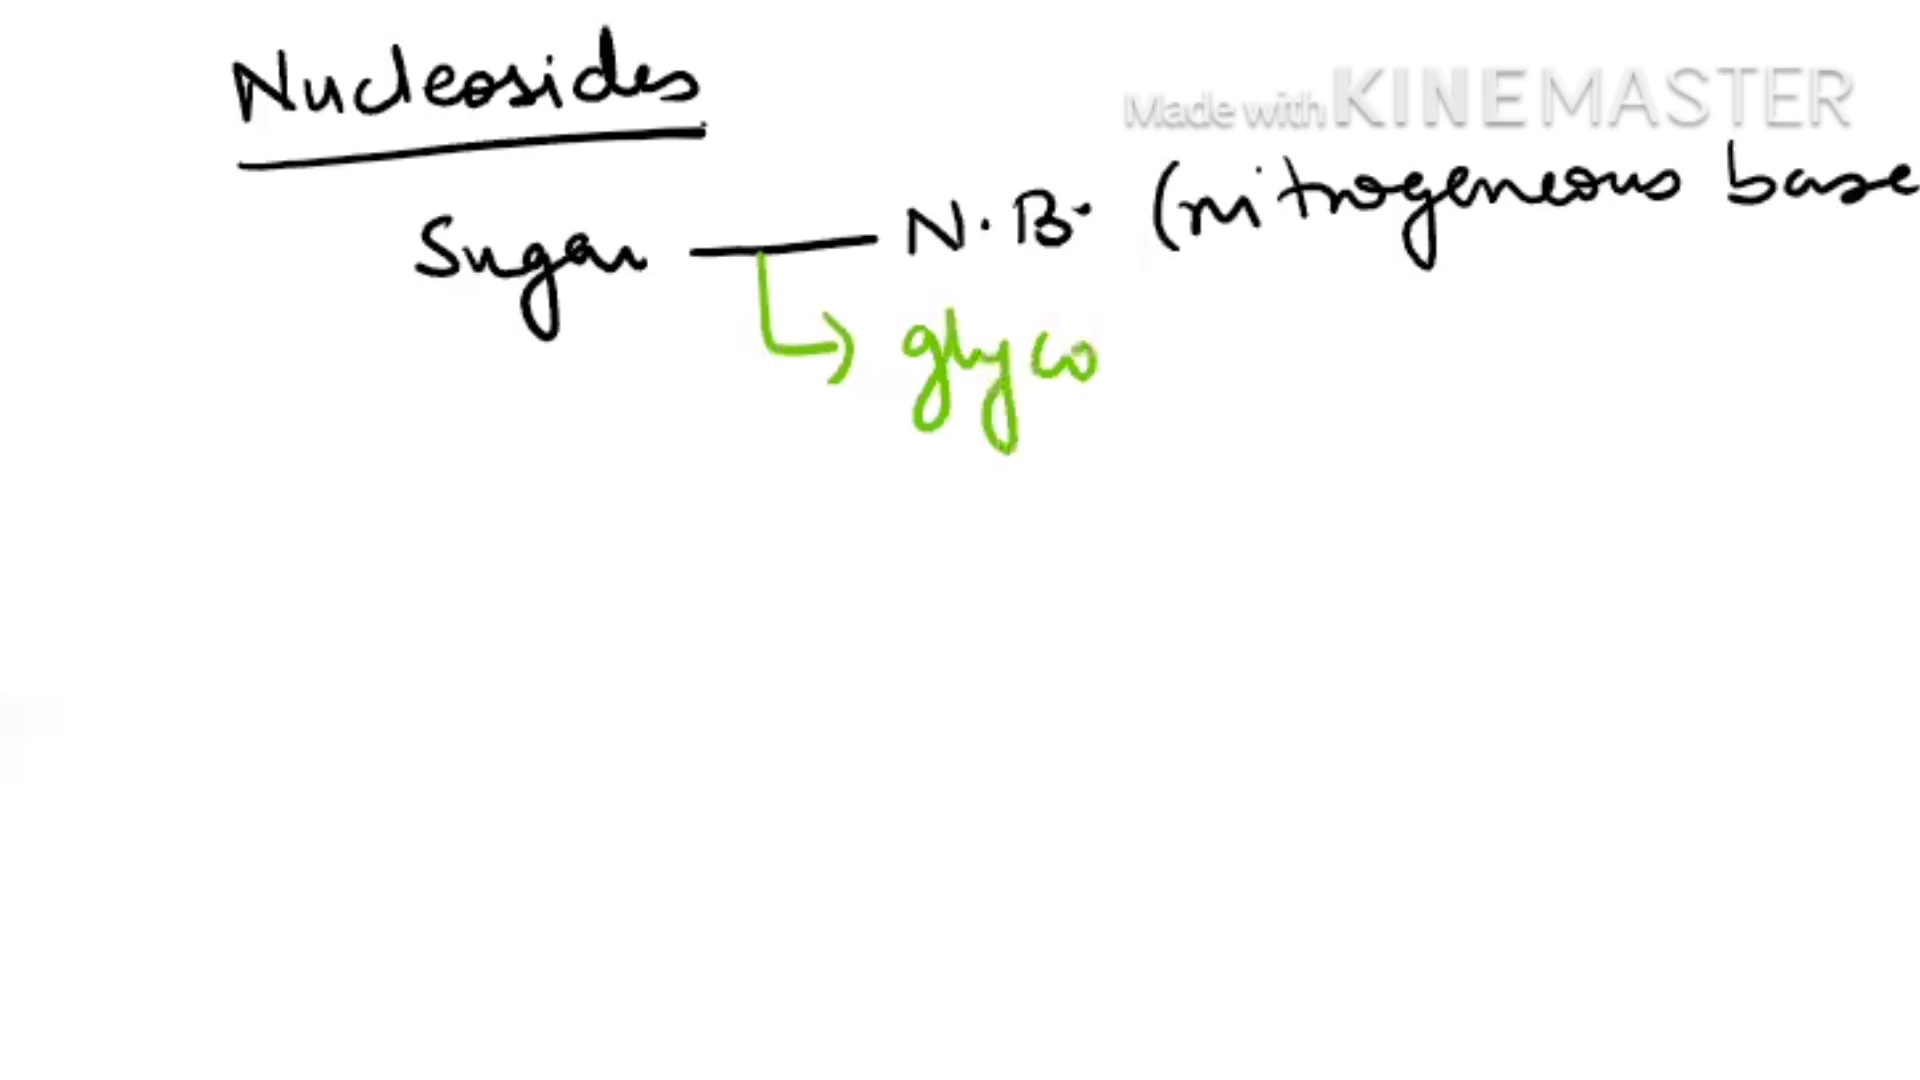 Nucleosides
Made with KINEMASTER
Sugar — N.B. (nitrogeneous base
glyco